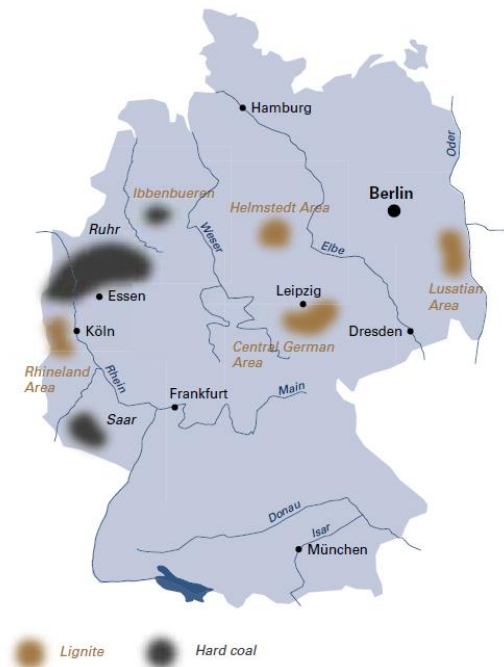 Hamburg
Oder
Ibbenbueren
Berlin
Helmstedt Area
Ruhr
Weser
Elbe
Essen
Leipzig
Lusatian
Area
Köln
Dresden
Central German
Area
Rhineland
Area
Rhein
Frankfurt
Main
Saar
Donau
Isar
München
Lignite
Hard coal